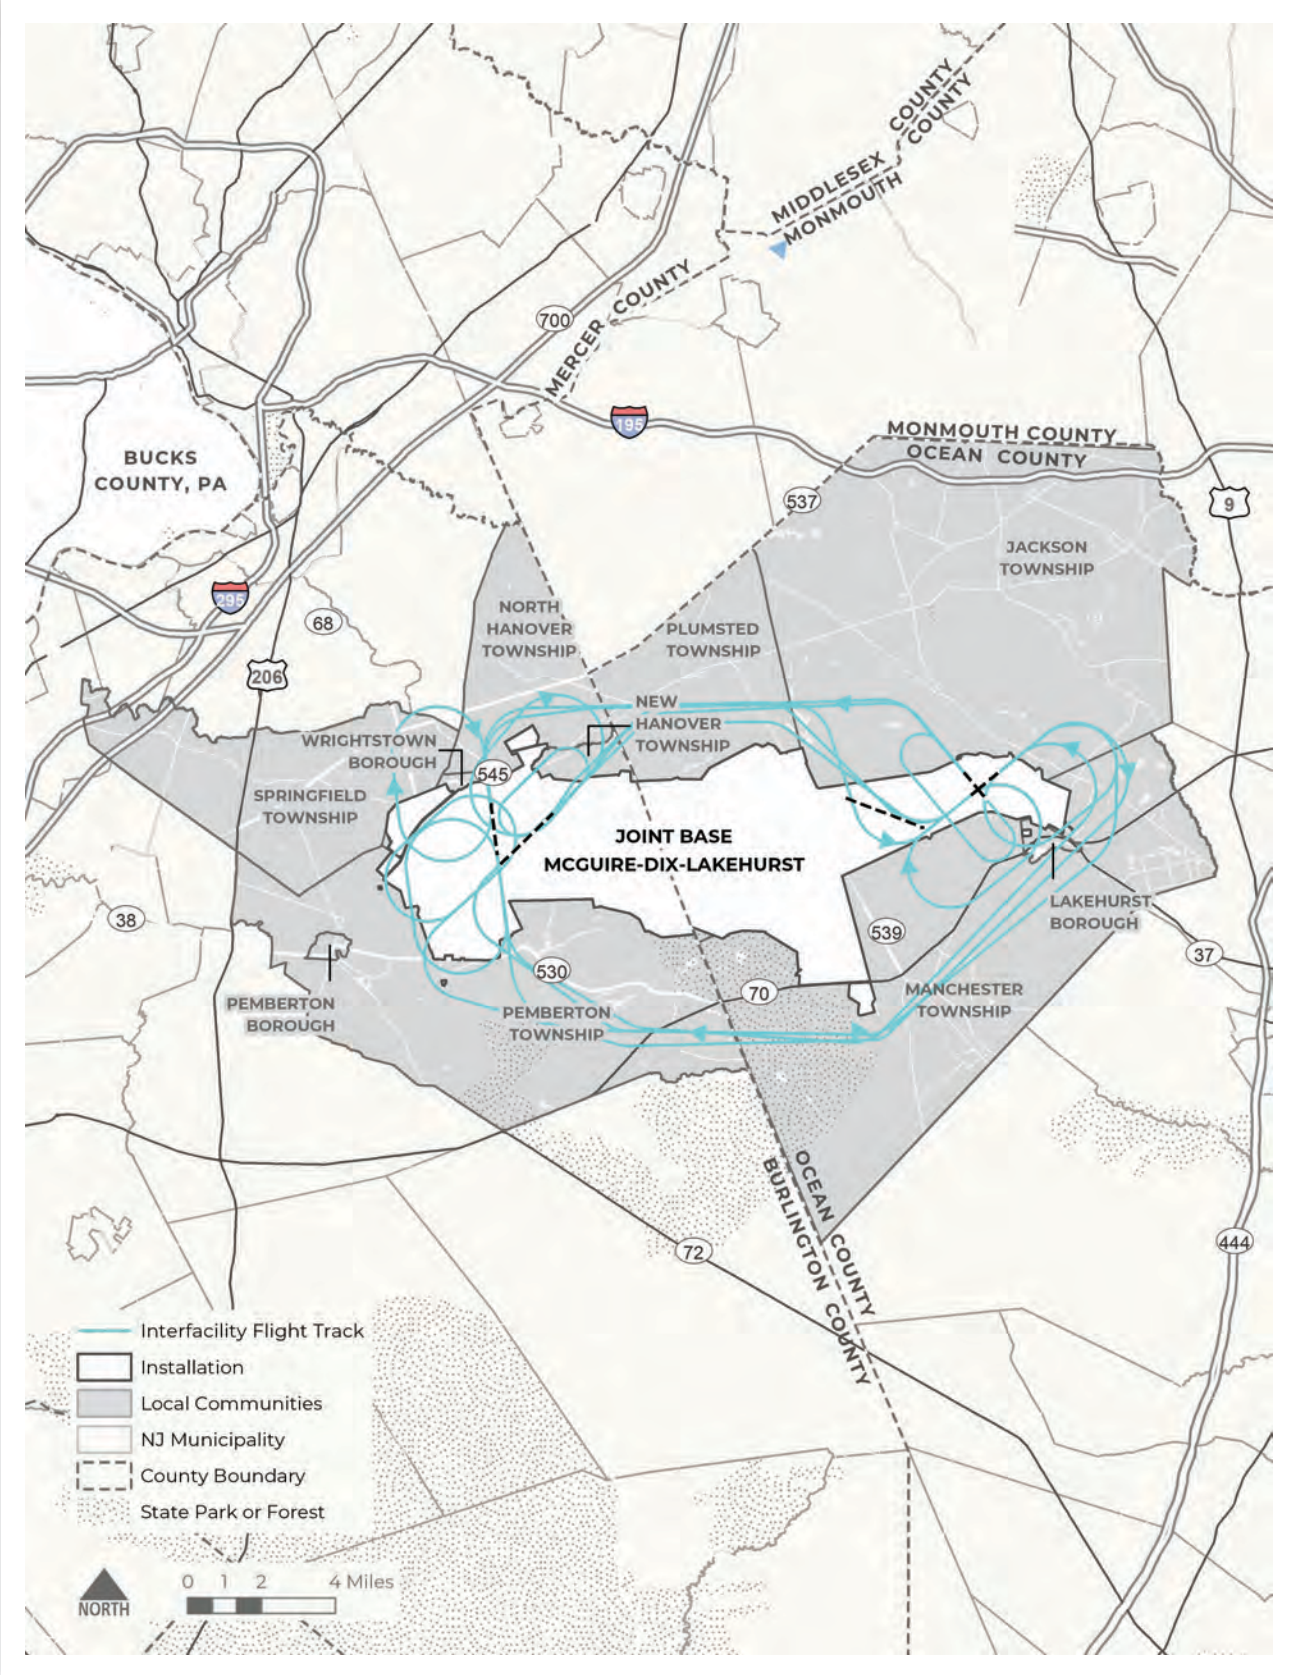 COUNTY
COUNTY
MIDDLESEX
MONMOUTH
MERCER COUNTY
700
195
MONMOUTH COUNTY
OCEAN COUNTY
BUCKS
COUNTY, PA
537
9
JACKSON
TOWNSHIP
295
68
NORTH
HANOVER
TOWNSHIP
PLUMSTED
TOWNSHIP
206
NEW
HANOVER
TOWNSHIP
WRIGHTSTOWN
BOROUGH
545
SPRINGFIELD
TOWNSHIP
JOINT BASE
MCGUIRE-DIX-LAKEHURST
LAKEHURST
BOROUGH
38
539
37
530
70
PEMBERTON
BOROUGH
PEMBERTON
TOWNSHIP
MANCHESTER
TOWNSHIP
OCEAN COUNTY
BURLINGTON COUNTY
72
444
Interfacility Flight Track
Installation
Local Communities
NJ Municipality
County Boundary
State Park or Forest
0 1 2 4 Miles
NORTH